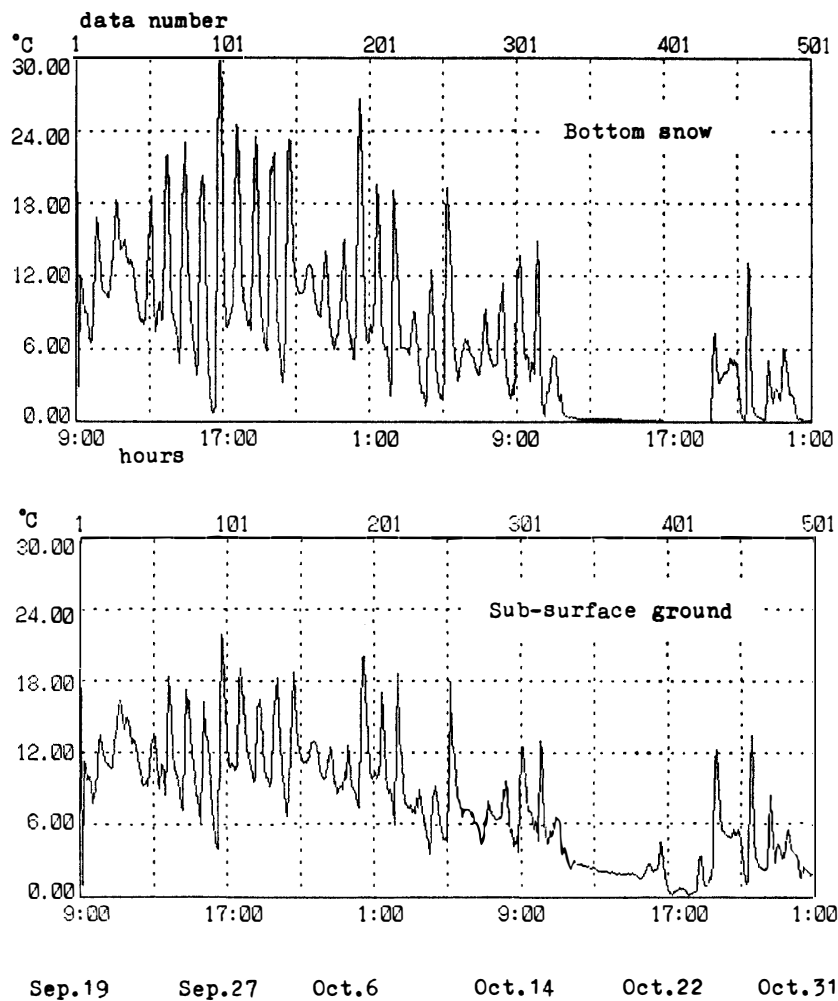 data number
°C 1 101 201 301 401 501
30.00
24.00 Bottom snow
18.00
12.00
6.00
0.00
9:00 17:00 1:00 9:00 17:00 1:00
hours
°C 1 101 201 301 401 501
30.00
24.00 Sub-surface ground
18.00
12.00
6.00
0.00
9:00 17:00 1:00 9:00 17:00 1:00
Sep.19 Sep.27 Oct.6 Oct.14 Oct.22 Oct.31